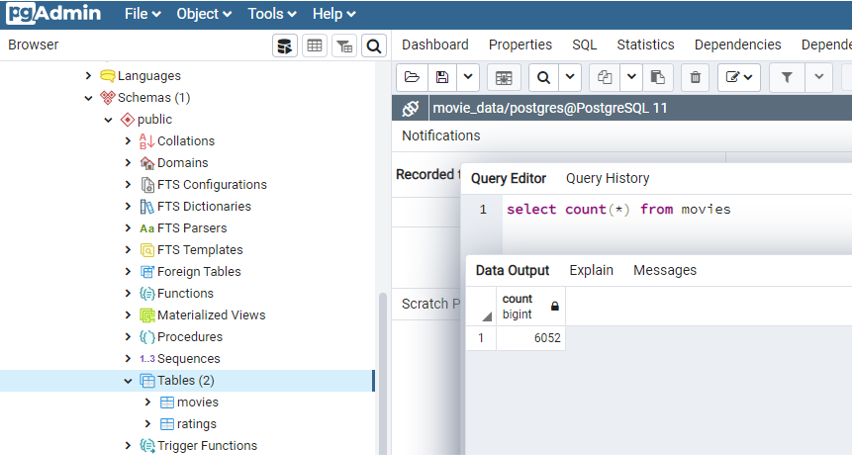 pgAdmin File Object Tools Help
Browser
Dashboard Properties SQL Statistics Dependencies Depende
Languages
Schemas (1)
public
Collations
Domains
FTS Configurations
FTS Dictionaries
Aa FTS Parsers
FTS Templates
Foreign Tables
Functions
Materialized Views
Procedures
1..3 Sequences
Tables (2)
movies
ratings
Trigger Functions
movie_data/postgres@PostgreSQL 11
Notifications
Recorded
Query Editor Query History
1 select count(*) from movies
Data Output Explain Messages
Scratch P
count
bigint
1 6052